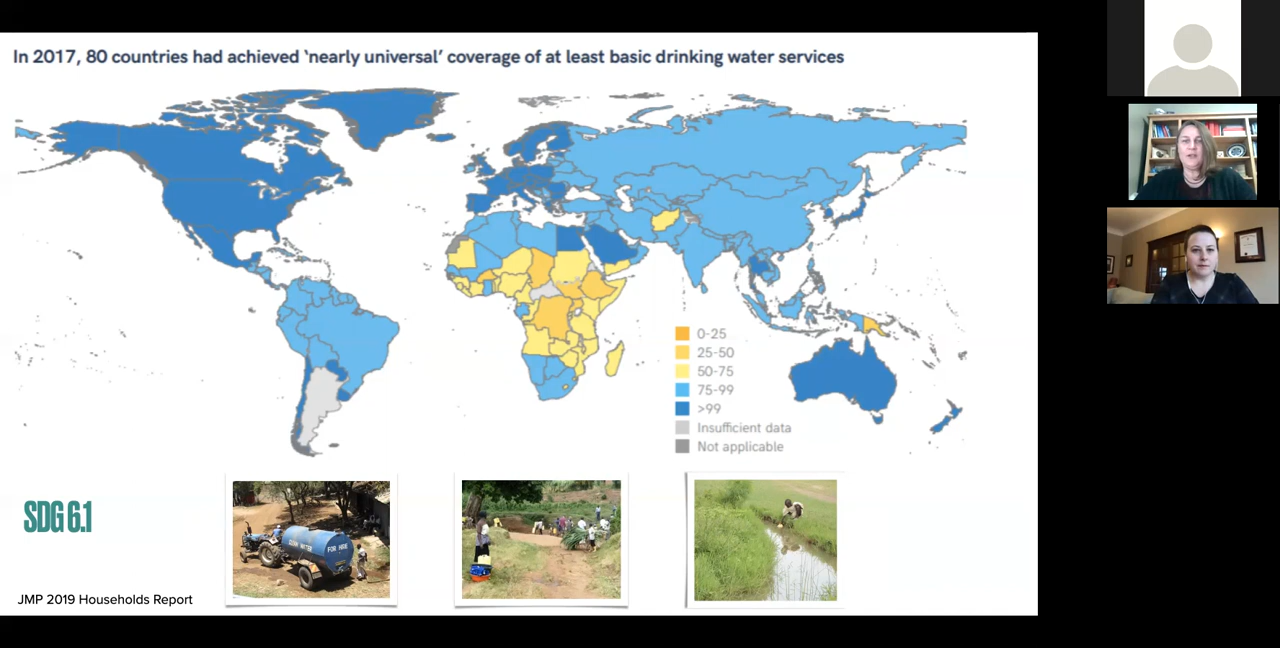 In 2017, 80 countries had achieved ‘nearly universal’ coverage of at least basic drinking water services
0-25
25-50
50-75
75-99
>99
Insufficient data
Not applicable
SDG 6.1
WATER
FOR HIRE
JMP 2019 Households Report